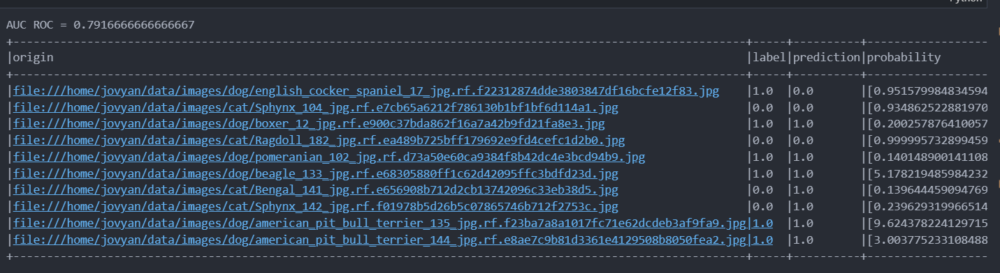 Python
AUC ROC = 0.7916666666666667
+--------------------------------------------------------------------------------------------------------------+-----+----------+------------------
|origin |label|prediction|probability
+--------------------------------------------------------------------------------------------------------------+-----+----------+------------------
|file:///home/jovyan/data/images/dog/english_cocker_spaniel_17_jpg.rf.f22312874dde3803847df16bcfe12f83.jpg |1.0 |0.0 |[0.951579984834594
|file:///home/jovyan/data/images/cat/Sphynx_104_jpg.rf.e7cb65a6212f786130b1bf1bf6d114a1.jpg |0.0 |0.0 |[0.934862522881970
|file:///home/jovyan/data/images/dog/boxer_12_jpg.rf.e900c37bda862f16a7a42b9fd21fa8e3.jpg |1.0 |1.0 |[0.200257876410057
|file:///home/jovyan/data/images/cat/Ragdoll_182_jpg.rf.ea489b725bff179692e9fd4cefc1d2b0.jpg |0.0 |0.0 |[0.999995732899459
|file:///home/jovyan/data/images/dog/pomeranian_102_jpg.rf.d73a50e60ca9384f8b42dc4e3bcd94b9.jpg |1.0 |1.0 |[0.140148900141108
|file:///home/jovyan/data/images/dog/beagle_133_jpg.rf.e68305880ff1c62d42095ffc3bdfd23d.jpg |1.0 |1.0 |[5.178219485984232
|file:///home/jovyan/data/images/cat/Bengal_141_jpg.rf.e656908b712d2cb13742096c33eb38d5.jpg |0.0 |1.0 |[0.139644459094769
|file:///home/jovyan/data/images/cat/Sphynx_142_jpg.rf.f01978b5d26b5c07865746b712f2753c.jpg |0.0 |1.0 |[0.239629319966514
|file:///home/jovyan/data/images/dog/american_pit_bull_terrier_135_jpg.rf.f23ba7a8a1017fc71e62dcdeb3af9fa9.jpg|1.0 |1.0 |[9.624378224129715
|file:///home/jovyan/data/images/dog/american_pit_bull_terrier_144_jpg.rf.e8ae7c9b81d3361e4129508b8050fea2.jpg|1.0 |1.0 |[3.003775233108488
+--------------------------------------------------------------------------------------------------------------+-----+----------+------------------